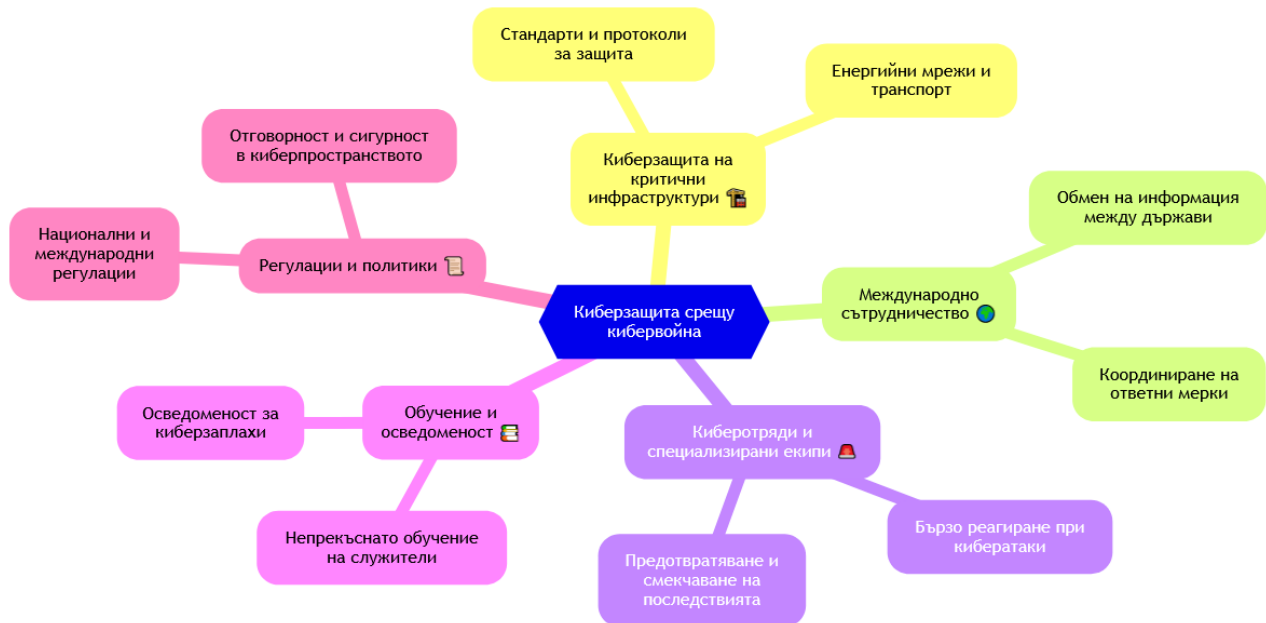 Стандарти и протоколи
за защита
Енергийни мрежи и
транспорт
Киберзащита на
критични
инфраструктури 🏗️
Отговорност и сигурност
в киберпространството
Национални и
международни
регулации
Регулации и политики 📜
Обмен на информация
между държави
Международно
сътрудничество 🌍
Координиране на
ответни мерки
Киберзащита срещу
кибервойна
Осведоменост за
киберзаплахи
Обучение и
осведоменост 📚
Непрекъснато обучение
на служители
Киберотряди и
специализирани екипи 🚨
Предотвратяване и
смекчаване на
последствията
Бързо реагиране при
кибератаки